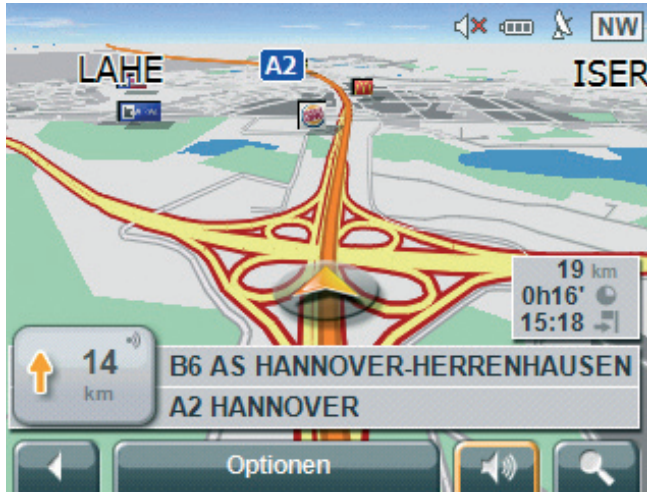 NW
LAHE
A2
ISER
19 km
0h16'
15:18
14
km
B6 AS HANNOVER-HERRENHAUSEN
A2 HANNOVER
Optionen